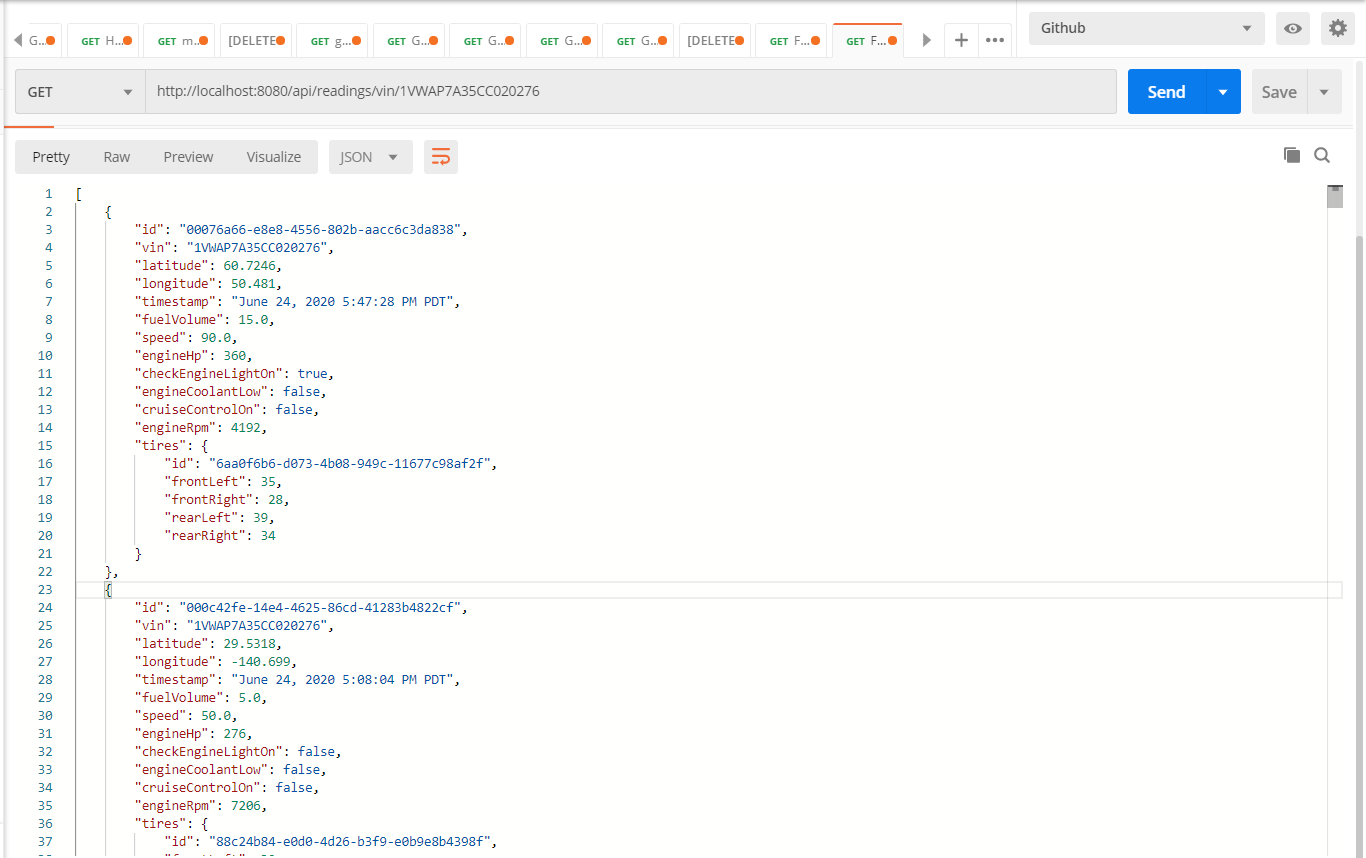 G...
GET H...
GET m...
[DELETE
GET g...
GET G...
GET G...
GET G...
GET G...
[DELETE
GET F...
GET F...
Github
GET
http://localhost:8080/api/readings/vin/1VWAP7A35CC020276
Send
Save
Pretty Raw Preview Visualize JSON
1 [
2 {
3 "id": "00076a66-e8e8-4556-802b-aacc6c3da838",
4 "vin": "1VWAP7A35CC020276",
5 "latitude": 60.7246,
6 "longitude": 50.481,
7 "timestamp": "June 24, 2020 5:47:28 PM PDT",
8 "fuelVolume": 15.0,
9 "speed": 90.0,
10 "engineHp": 360,
11 "checkEngineLightOn": true,
12 "engineCoolantLow": false,
13 "cruiseControlOn": false,
14 "engineRpm": 4192,
15 "tires": {
16 "id": "6aa0f6b6-d073-4b08-949c-11677c98af2f",
17 "frontLeft": 35,
18 "frontRight": 28,
19 "rearLeft": 39,
20 "rearRight": 34
21 }
22 },
23 {
24 "id": "000c42fe-14e4-4625-86cd-41283b4822cf",
25 "vin": "1VWAP7A35CC020276",
26 "latitude": 29.5318,
27 "longitude": -140.699,
28 "timestamp": "June 24, 2020 5:08:04 PM PDT",
29 "fuelVolume": 5.0,
30 "speed": 50.0,
31 "engineHp": 276,
32 "checkEngineLightOn": false,
33 "engineCoolantLow": false,
34 "cruiseControlOn": false,
35 "engineRpm": 7206,
36 "tires": {
37 "id": "88c24b84-e0d0-4d26-b3f9-e0b9e8b4398f",